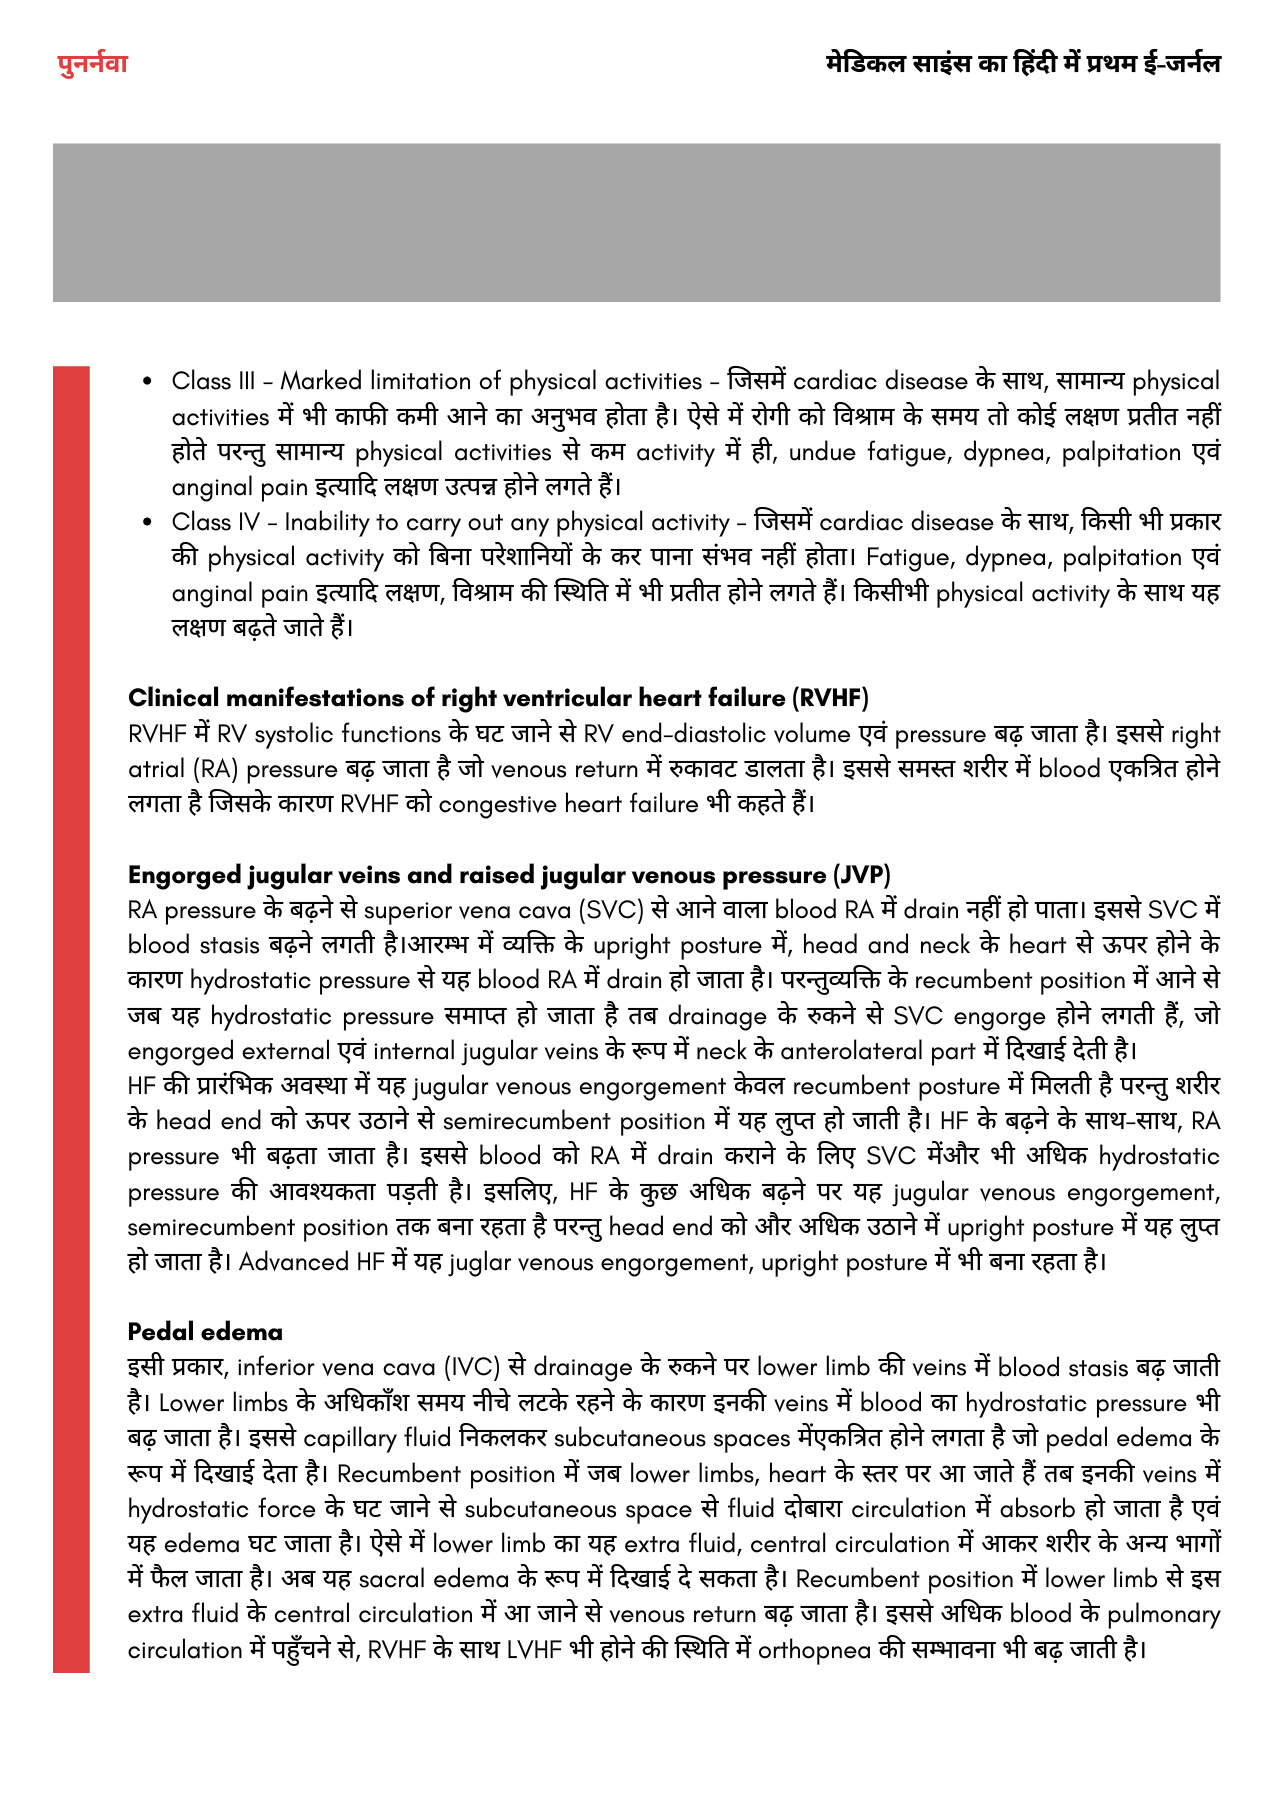 पुनर्नवा
मेडिकल साइंस का हिंदी में प्रथम ई-जर्नल
• Class III – Marked limitation of physical activities – जिसमें cardiac disease के साथ, सामान्य physical
activities में भी काफी कमी आने का अनुभव होता है। ऐसे में रोगी को विश्राम के समय तो कोई लक्षण प्रतीत नहीं
होते परन्तु सामान्य physical activities से कम activity में ही, undue fatigue, dypnea, palpitation एवं
anginal pain इत्यादि लक्षण उत्पन्न होने लगते हैं।
• Class IV – Inability to carry out any physical activity – जिसमें cardiac disease के साथ, किसी भी प्रकार
की physical activity को बिना परेशानियों के कर पाना संभव नहीं होता। Fatigue, dypnea, palpitation एवं
anginal pain इत्यादि लक्षण, विश्राम की स्थिति में भी प्रतीत होने लगते हैं। किसीभी physical activity के साथ यह
लक्षण बढ़ते जाते हैं।
Clinical manifestations of right ventricular heart failure (RVHF)
RVHF में RV systolic functions के घट जाने से RV end-diastolic volume एवं pressure बढ़ जाता है। इससे right
atrial (RA) pressure बढ़ जाता है जो venous return में रुकावट डालता है। इससे समस्त शरीर में blood एकत्रित होने
लगता है जिसके कारण RVHF को congestive heart failure भी कहते हैं।
Engorged jugular veins and raised jugular venous pressure (JVP)
RA pressure के बढ़ने से superior vena cava (SVC) से आने वाला blood RA में drain नहीं हो पाता। इससे SVC में
blood stasis बढ़ने लगती है।आरम्भ में व्यक्ति के upright posture में, head and neck के heart से ऊपर होने के
कारण hydrostatic pressure से यह blood RA में drain हो जाता है। परन्तुव्यक्ति के recumbent position में आने से
जब यह hydrostatic pressure समाप्त हो जाता है तब drainage के रुकने से SVC engorge होने लगती हैं, जो
engorged external एवं internal jugular veins के रूप में neck के anterolateral part में दिखाई देती है।
HF की प्रारंभिक अवस्था में यह jugular venous engorgement केवल recumbent posture में मिलती है परन्तु शरीर
के head end को ऊपर उठाने से semirecumbent position में यह लुप्त हो जाती है। HF के बढ़ने के साथ-साथ, RA
pressure भी बढ़ता जाता है। इससे blood को RA में drain कराने के लिए SVC मेंऔर भी अधिक hydrostatic
pressure की आवश्यकता पड़ती है। इसलिए, HF के कुछ अधिक बढ़ने पर यह jugular venous engorgement,
semirecumbent position तक बना रहता है परन्तु head end को और अधिक उठाने में upright posture में यह लुप्त
हो जाता है। Advanced HF में यह juglar venous engorgement, upright posture में भी बना रहता है।
Pedal edema
इसी प्रकार, inferior vena cava (IVC) से drainage के रुकने पर lower limb की veins में blood stasis बढ़ जाती
है। Lower limbs के अधिकाँश समय नीचे लटके रहने के कारण इनकी veins में blood का hydrostatic pressure भी
बढ़ जाता है। इससे capillary fluid निकलकर subcutaneous spaces मेंएकत्रित होने लगता है जो pedal edema के
रूप में दिखाई देता है। Recumbent position में जब lower limbs, heart के स्तर पर आ जाते हैं तब इनकी veins में
hydrostatic force के घट जाने से subcutaneous space से fluid दोबारा circulation में absorb हो जाता है एवं
यह edema घट जाता है। ऐसे में lower limb का यह extra fluid, central circulation में आकर शरीर के अन्य भागों
में फैल जाता है। अब यह sacral edema के रूप में दिखाई दे सकता है। Recumbent position में lower limb से इस
extra fluid के central circulation में आ जाने से venous return बढ़ जाता है। इससे अधिक blood के pulmonary
circulation में पहुँचने से, RVHF के साथ LVHF भी होने की स्थिति में orthopnea की सम्भावना भी बढ़ जाती है।